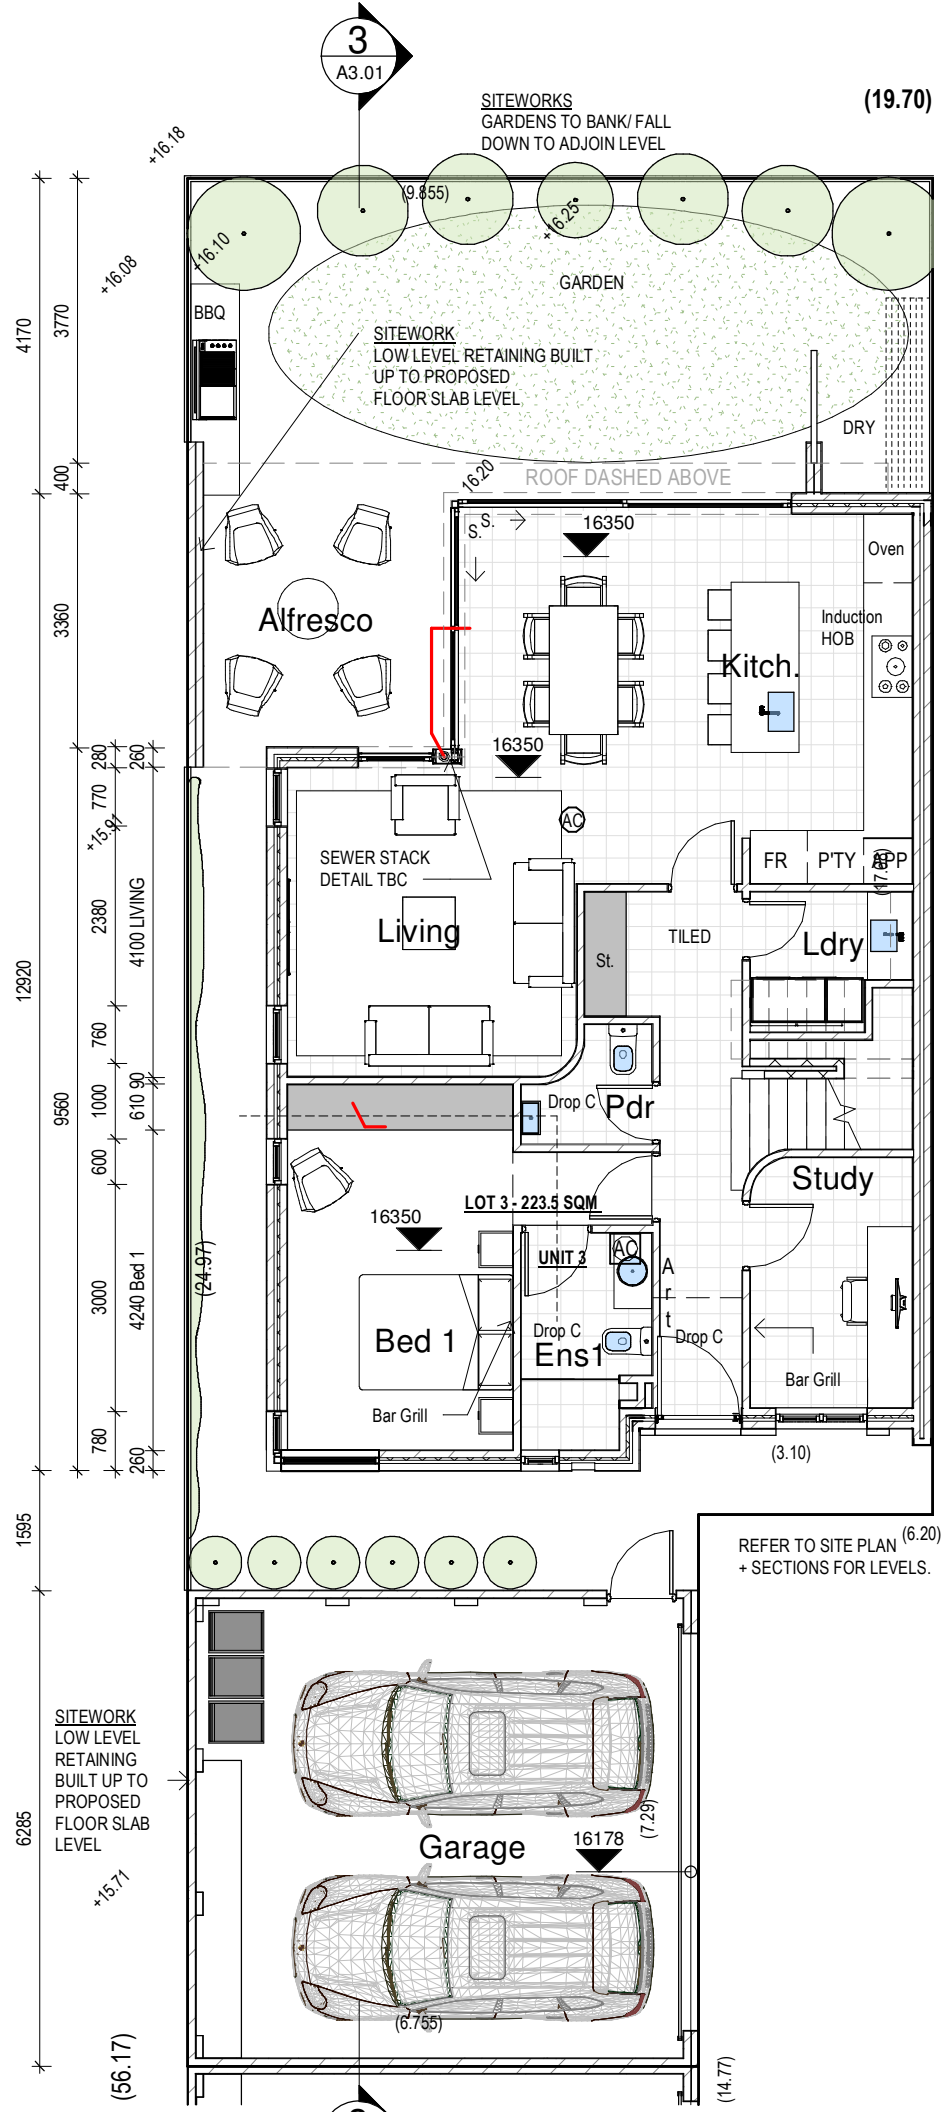 3
A3.01
(19.70)
SITEWORKS
GARDENS TO BANK/ FALL
DOWN TO ADJOIN LEVEL
+16.18
(9.855)
+16.25
+16.10
+16.08
GARDEN
BBQ
SITEWORK
LOW LEVEL RETAINING BUILT
UP TO PROPOSED
FLOOR SLAB LEVEL
4170
3770
DRY
400
16.20
ROOF DASHED ABOVE
S.
S.
16350
Oven
Alfresco
3360
Induction
HOB
Kitch.
16350
280
260
770
AC
SEWER STACK
DETAIL TBC
FR
P'TY
APP
2380
4100 LIVING
Living
TILED
Ldry
St.
12920
760
9560
1000
610
90
Drop C
Pdr
600
Study
LOT 3 - 223.5 SQM
16350
UNIT 3
AC
(24.97)
3000
4240 Bed 1
A
r
t
Bed 1
Drop C
Ens1
Drop C
Bar Grill
Bar Grill
780
260
(3.10)
1595
REFER TO SITE PLAN
+ SECTIONS FOR LEVELS.
(6.20)
SITEWORK
LOW LEVEL
RETAINING
BUILT UP TO
PROPOSED
FLOOR SLAB
LEVEL
6285
Garage
16178
(7.29)
+15.71
(6.755)
(56.17)
(14.77)